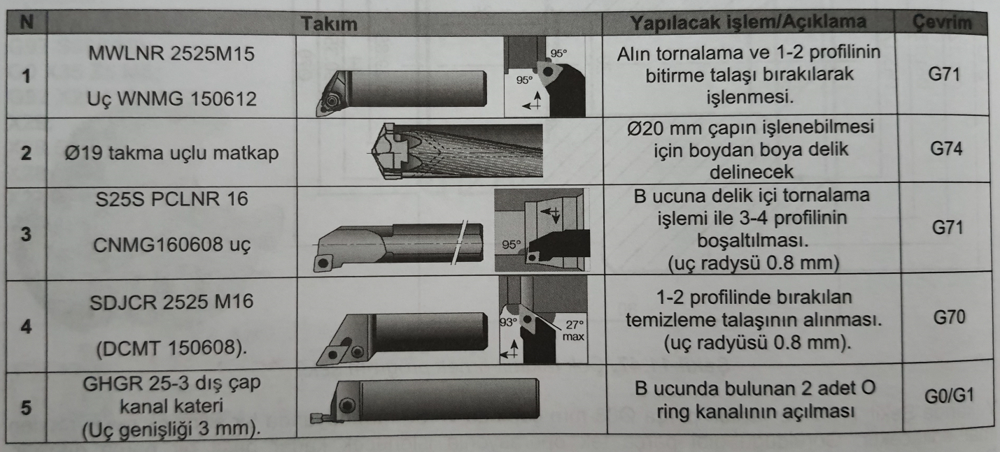 N Takım Yapılacak işlem/Açıklama Çevrim
1
MWLNR 2525M15
Uç WNMG 150612
95°
95°
Alın tornalama ve 1-2 profilinin
bitirme talaşı bırakılarak
işlenmesi.
G71
2
Ø19 takma uçlu matkap
Ø20 mm çapın işlenebilmesi
için boydan boya delik
delinecek
G74
3
S25S PCLNR 16
CNMG160608 uç
95°
B ucuna delik içi tornalama
işlemi ile 3-4 profilinin
boşaltılması.
(uç radysü 0.8 mm)
G71
4
SDJCR 2525 M16
(DCMT 150608).
93°
27°
max
1-2 profilinde bırakılan
temizleme talaşının alınması.
(uç radyüsü 0.8 mm).
G70
5
GHGR 25-3 dış çap
kanal kateri
(Uç genişliği 3 mm).
B ucunda bulunan 2 adet O
ring kanalının açılması
G0/G1